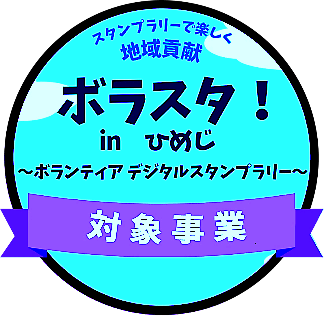 スタンプラリーで楽しく
地域貢献
ボラスタ！
in ひめじ
～ボランティア デジタルスタンプラリー～
対象事業